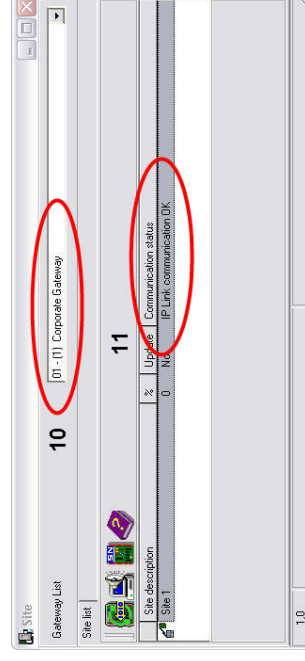 Site
Gateway List
10
01 - (1) Corporate Gateway
Site list
11
SN
Site description % Update Communication status
Site 1 0 No IP Link communication OK
1,0